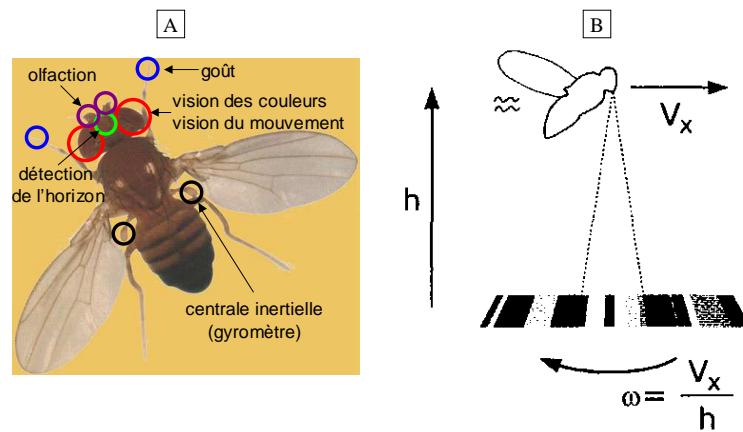 A
olfaction
goût
vision des couleurs
vision du mouvement
détection
de l'horizon
centrale inertielle
(gyromètre)
B
Vx
h
ω = Vx
h